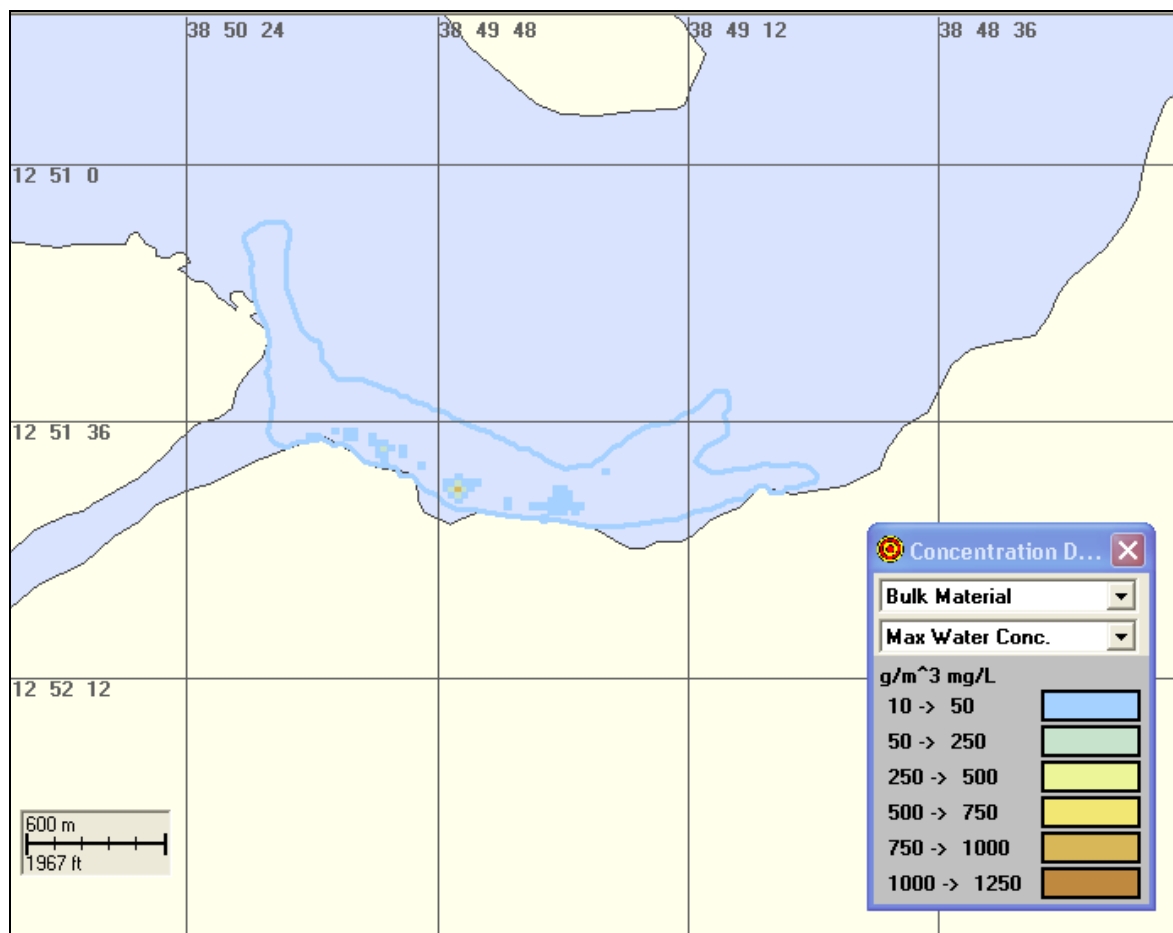 38 50 24
38 49 48
38 49 12
38 48 36
12 51 0
12 51 36
12 52 12
600 m
1967 ft
Concentration D...
Bulk Material
Max Water Conc.
g/m^3 mg/L
10 -> 50
50 -> 250
250 -> 500
500 -> 750
750 -> 1000
1000 -> 1250